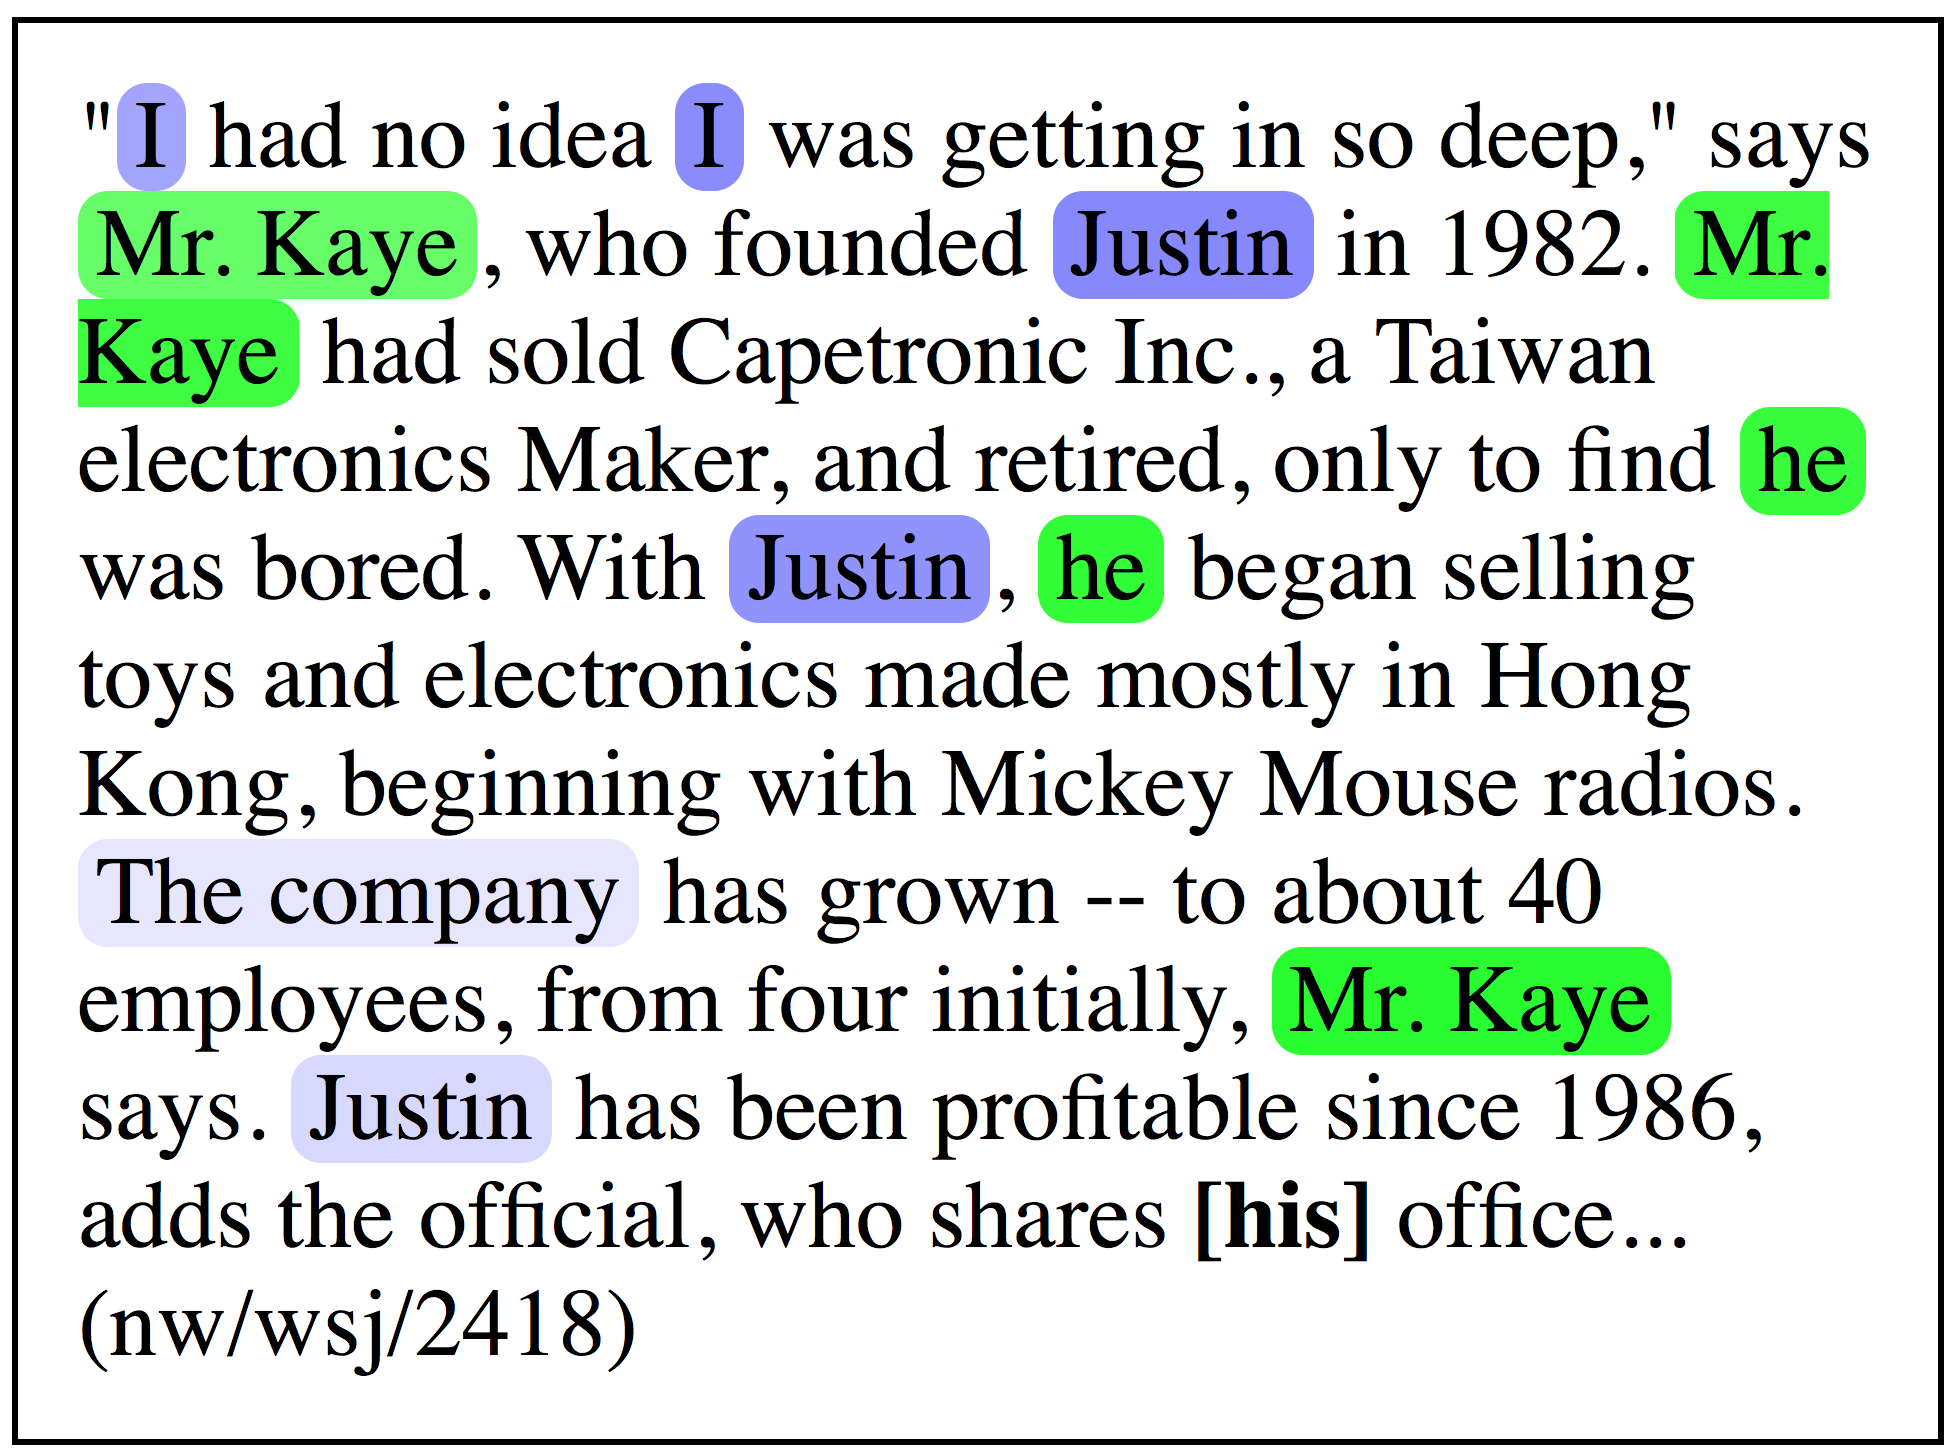 "I had no idea I was getting in so deep," says
Mr. Kaye, who founded Justin in 1982. Mr.
Kaye had sold Capetronic Inc., a Taiwan
electronics Maker, and retired, only to find he
was bored. With Justin, he began selling
toys and electronics made mostly in Hong
Kong, beginning with Mickey Mouse radios.
The company has grown -- to about 40
employees, from four initially, Mr. Kaye
says. Justin has been profitable since 1986,
adds the official, who shares [his] office...
(nw/wsj/2418)